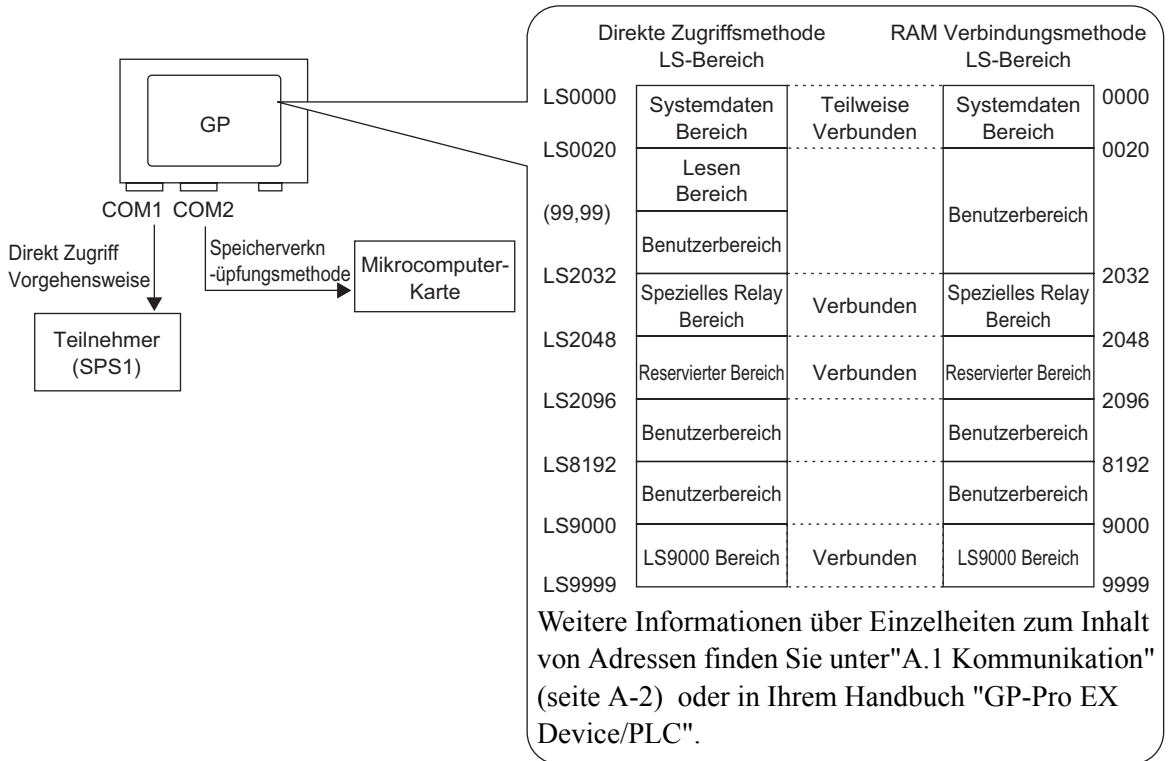 GP
COM1 COM2
Direkt Zugriff
Vorgehensweise
Speicherverkn
-üpfungsmethode
Mikrocomputer-
Karte
Teilnehmer
(SPS1)
Direkte Zugriffsmethode
LS-Bereich
RAM Verbindungsmethode
LS-Bereich
LS0000
Systemdaten
Bereich
Teilweise
Verbunden
Systemdaten
Bereich
0000
LS0020
0020
Lesen
Bereich
(99,99)
Benutzerbereich
Benutzerbereich
LS2032
2032
Spezielles Relay
Bereich
Verbunden
Spezielles Relay
Bereich
LS2048
2048
Reservierter Bereich
Verbunden
Reservierter Bereich
LS2096
2096
Benutzerbereich
Benutzerbereich
LS8192
8192
Benutzerbereich
Benutzerbereich
LS9000
9000
LS9000 Bereich
Verbunden
LS9000 Bereich
LS9999
9999
Weitere Informationen über Einzelheiten zum Inhalt
von Adressen finden Sie unter"A.1 Kommunikation"
(seite A-2) oder in Ihrem Handbuch "GP-Pro EX
Device/PLC".